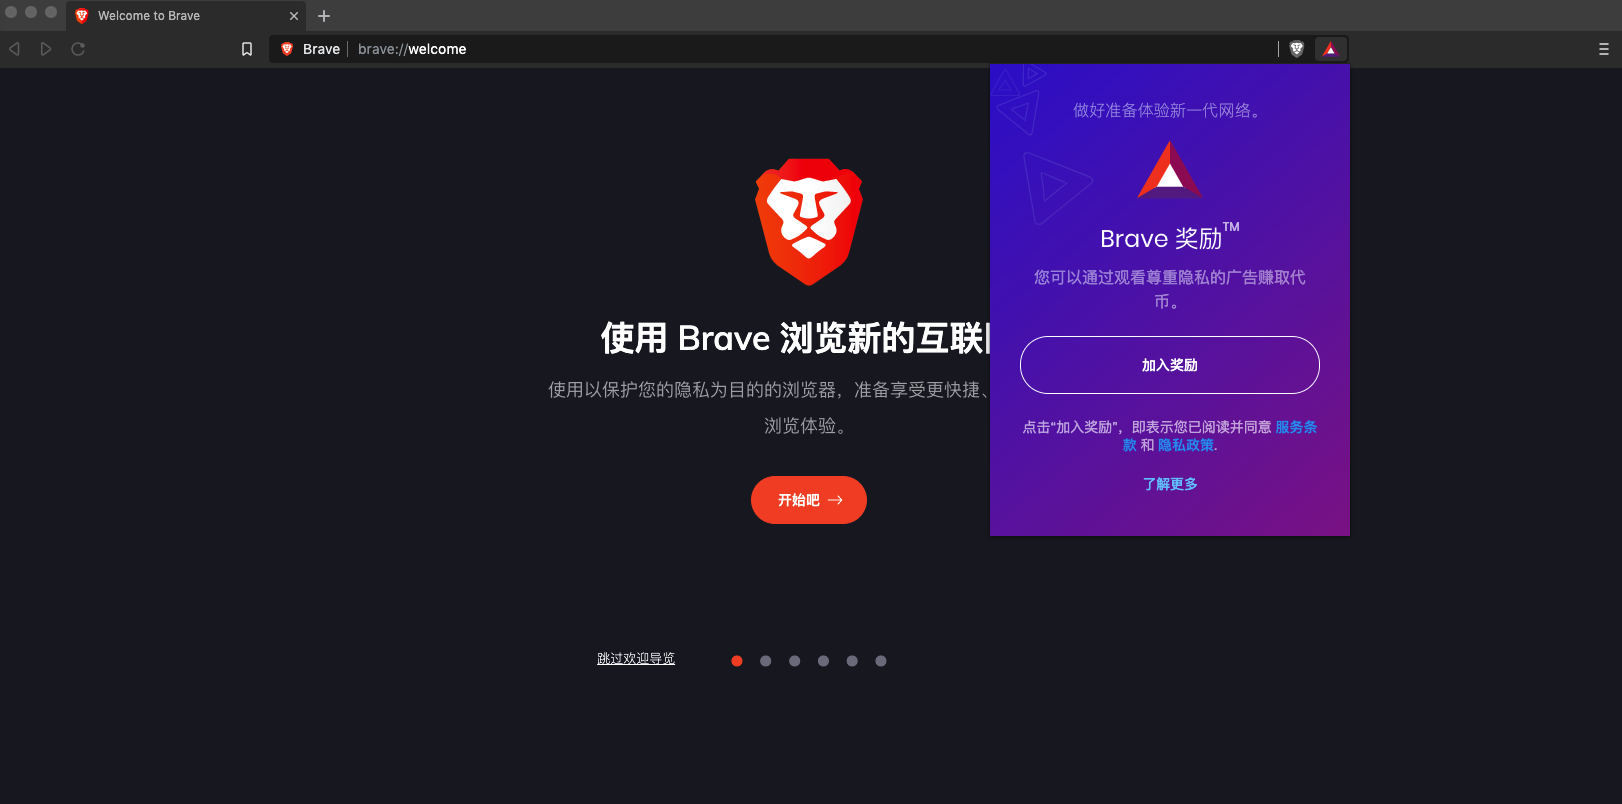 Welcome to Brave
Brave | brave://welcome
做好准备体验新一代网络。
Brave 奖励™
您可以通过观看尊重隐私的广告赚取代
币。
加入奖励
点击“加入奖励”，即表示您已阅读并同意 服务条
款 和 隐私政策.
了解更多
使用 Brave 浏览新的互联
使用以保护您的隐私为目的的浏览器，准备享受更快捷、
浏览体验。
开始吧
跳过欢迎导览